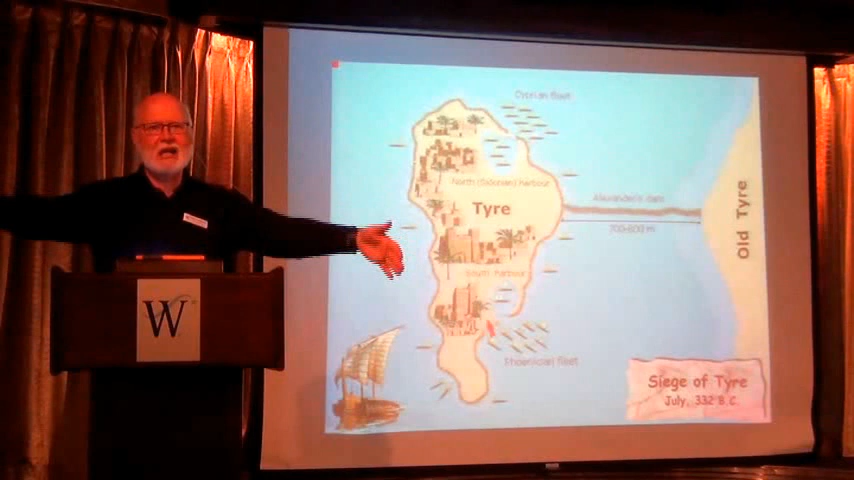 Cyprian fleet
North (Sidonian) harbour
Tyre
Alexander's dam
700-800 m
Old Tyre
South harbour
Phoenician fleet
Siege of Tyre
July, 332 B.C.
W